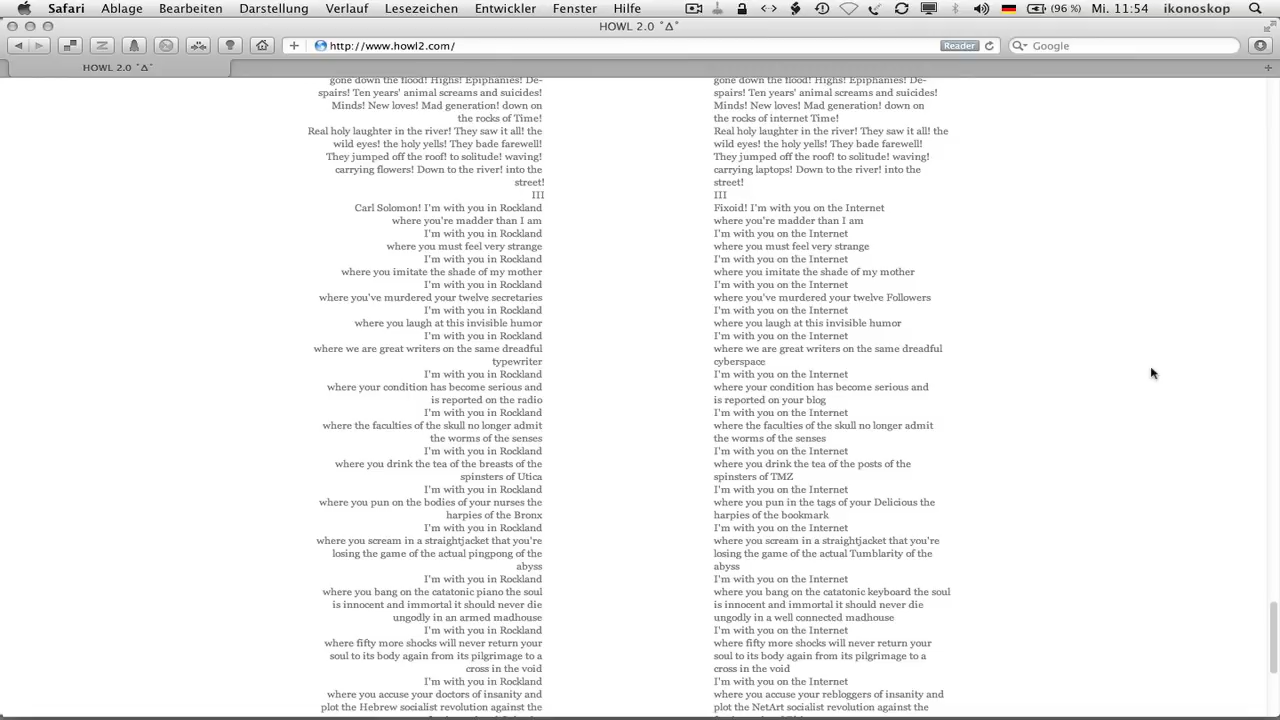 Safari Ablage Bearbeiten Darstellung Verlauf Lesezeichen Entwickler Fenster Hilfe (96 %) Mi. 11:54 ikonoskop
HOWL 2.0 ˚∆˚
http://www.howl2.com/ Reader Google
HOWL 2.0 ˚∆˚
gone down the flood! Highs! Epiphanies! De-
spairs! Ten years' animal screams and suicides!
Minds! New loves! Mad generation! down on
the rocks of Time!
Real holy laughter in the river! They saw it all! the
wild eyes! the holy yells! They bade farewell!
They jumped off the roof! to solitude! waving!
carrying flowers! Down to the river! into the
street!
III
Carl Solomon! I'm with you in Rockland
where you're madder than I am
I'm with you in Rockland
where you must feel very strange
I'm with you in Rockland
where you imitate the shade of my mother
I'm with you in Rockland
where you've murdered your twelve secretaries
I'm with you in Rockland
where you laugh at this invisible humor
I'm with you in Rockland
where we are great writers on the same dreadful
typewriter
I'm with you in Rockland
where your condition has become serious and
is reported on the radio
I'm with you in Rockland
where the faculties of the skull no longer admit
the worms of the senses
I'm with you in Rockland
where you drink the tea of the breasts of the
spinsters of Utica
I'm with you in Rockland
where you pun on the bodies of your nurses the
harpies of the Bronx
I'm with you in Rockland
where you scream in a straightjacket that you're
losing the game of the actual pingpong of the
abyss
I'm with you in Rockland
where you bang on the catatonic piano the soul
is innocent and immortal it should never die
ungodly in an armed madhouse
I'm with you in Rockland
where fifty more shocks will never return your
soul to its body again from its pilgrimage to a
cross in the void
I'm with you in Rockland
where you accuse your doctors of insanity and
plot the Hebrew socialist revolution against the
gone down the flood! Highs! Epiphanies! De-
spairs! Ten years' animal screams and suicides!
Minds! New loves! Mad generation! down on
the rocks of internet Time!
Real holy laughter in the river! They saw it all! the
wild eyes! the holy yells! They bade farewell!
They jumped off the roof! to solitude! waving!
carrying laptops! Down to the river! into the
street!
III
Fixoid! I'm with you on the Internet
where you're madder than I am
I'm with you on the Internet
where you must feel very strange
I'm with you on the Internet
where you imitate the shade of my mother
I'm with you on the Internet
where you've murdered your twelve Followers
I'm with you on the Internet
where you laugh at this invisible humor
I'm with you on the Internet
where we are great writers on the same dreadful
cyberspace
I'm with you on the Internet
where your condition has become serious and
is reported on your blog
I'm with you on the Internet
where the faculties of the skull no longer admit
the worms of the senses
I'm with you on the Internet
where you drink the tea of the posts of the
spinsters of TMZ
I'm with you on the Internet
where you pun in the tags of your Delicious the
harpies of the bookmark
I'm with you on the Internet
where you scream in a straightjacket that you're
losing the game of the actual Tumblarity of the
abyss
I'm with you on the Internet
where you bang on the catatonic keyboard the soul
is innocent and immortal it should never die
ungodly in a well connected madhouse
I'm with you on the Internet
where fifty more shocks will never return your
soul to its body again from its pilgrimage to a
cross in the void
I'm with you on the Internet
where you accuse your rebloggers of insanity and
plot the NetArt socialist revolution against the